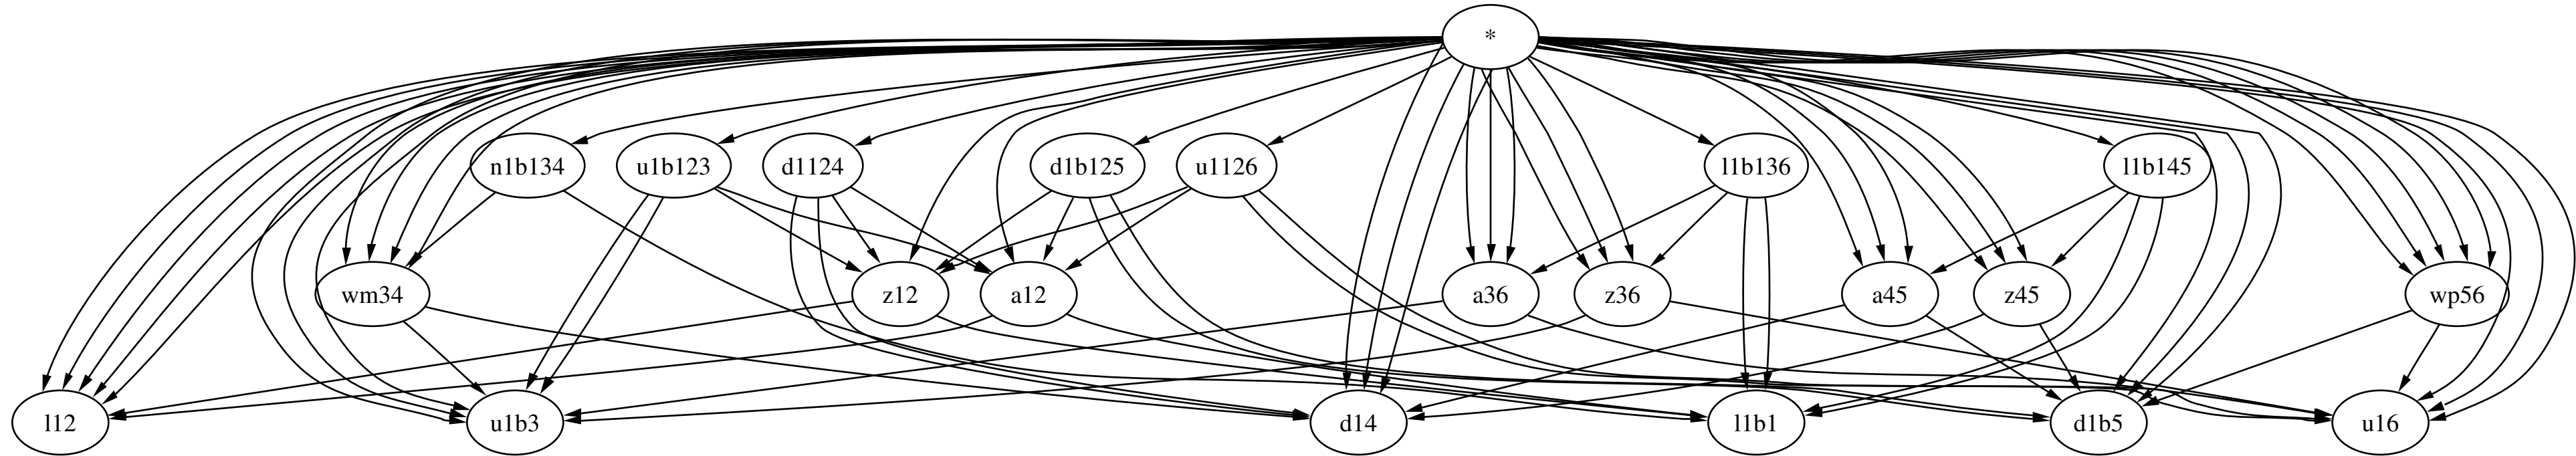 *
n1b134 u1b123 d1124 d1b125 u1126 l1b136 l1b145
wm34 z12 a12 a36 z36 a45 z45 wp56
l12 u1b3 d14 l1b1 d1b5 u16